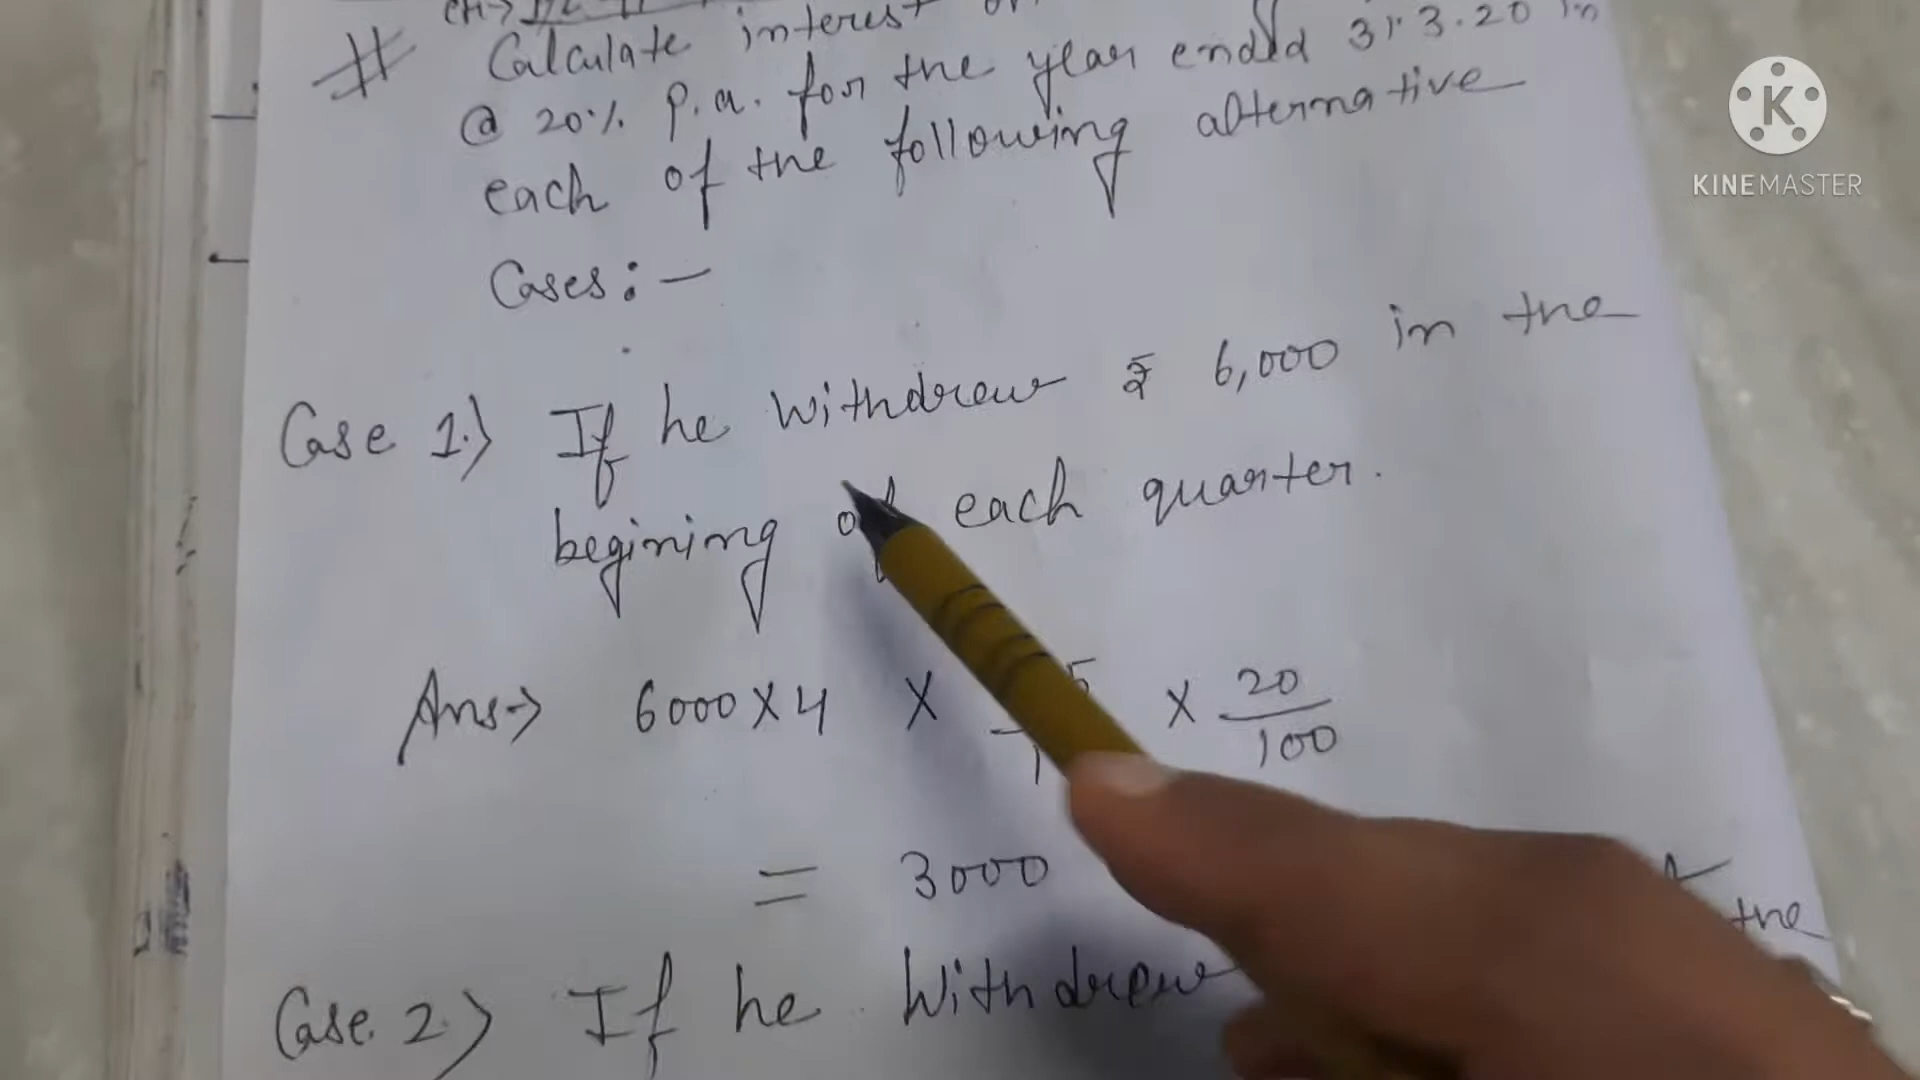 Calculate interest
@ 20% p.a. for the year ended 31.3.20 in
each of the following alternative
Cases:-
Case 1.) If he withdrew ₹ 6,000 in the
begining of each quarter.
Ans→ 6000 X 4 X X 20/100
= 3000
the
Case 2.) If he withdrew
K
KINEMASTER